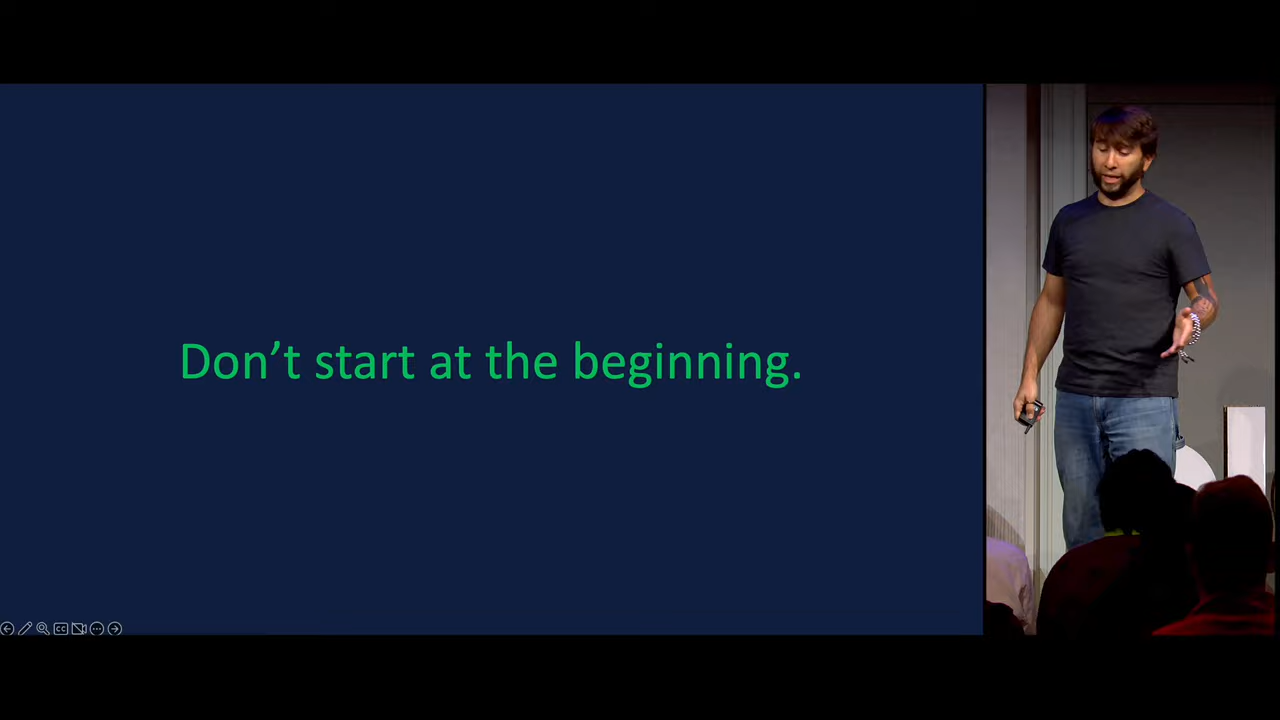 Don’t start at the beginning.